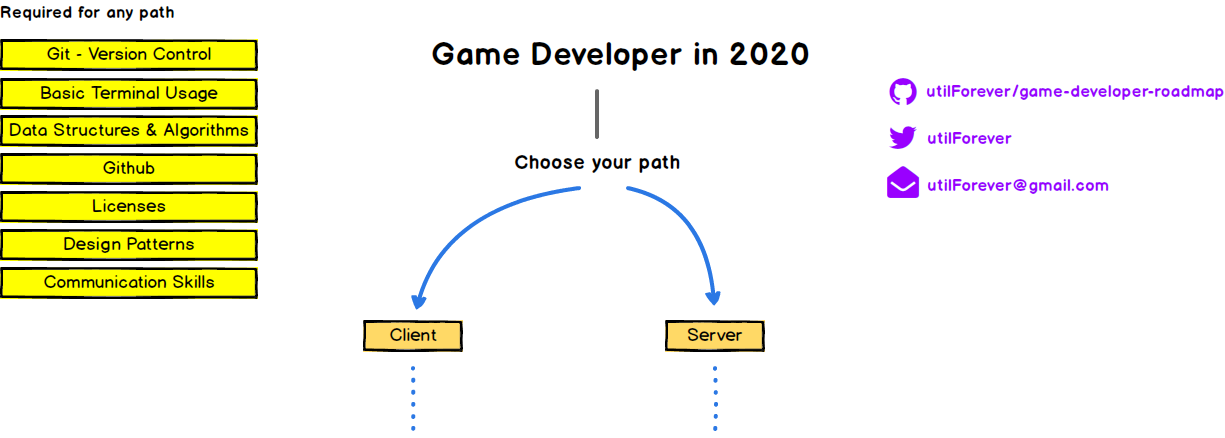 Required for any path
Git - Version Control
Basic Terminal Usage
Data Structures & Algorithms
Github
Licenses
Design Patterns
Communication Skills
Game Developer in 2020
Choose your path
Client
Server
utilForever/game-developer-roadmap
utilForever
utilForever@gmail.com